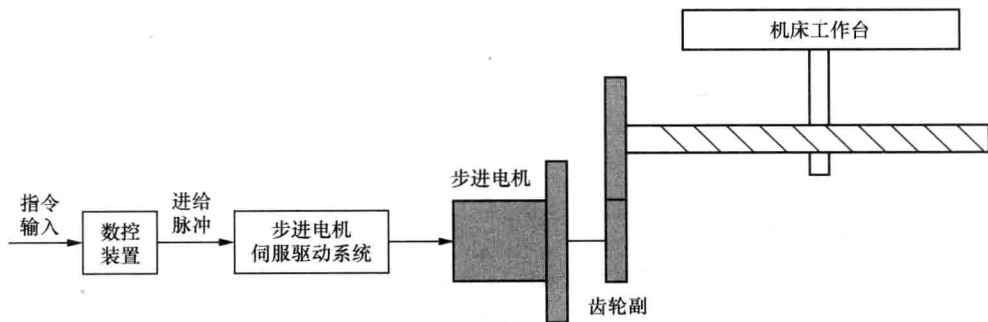 机床工作台
步进电机
指令
输入
进给
脉冲
数控
装置
步进电机
伺服驱动系统
齿轮副